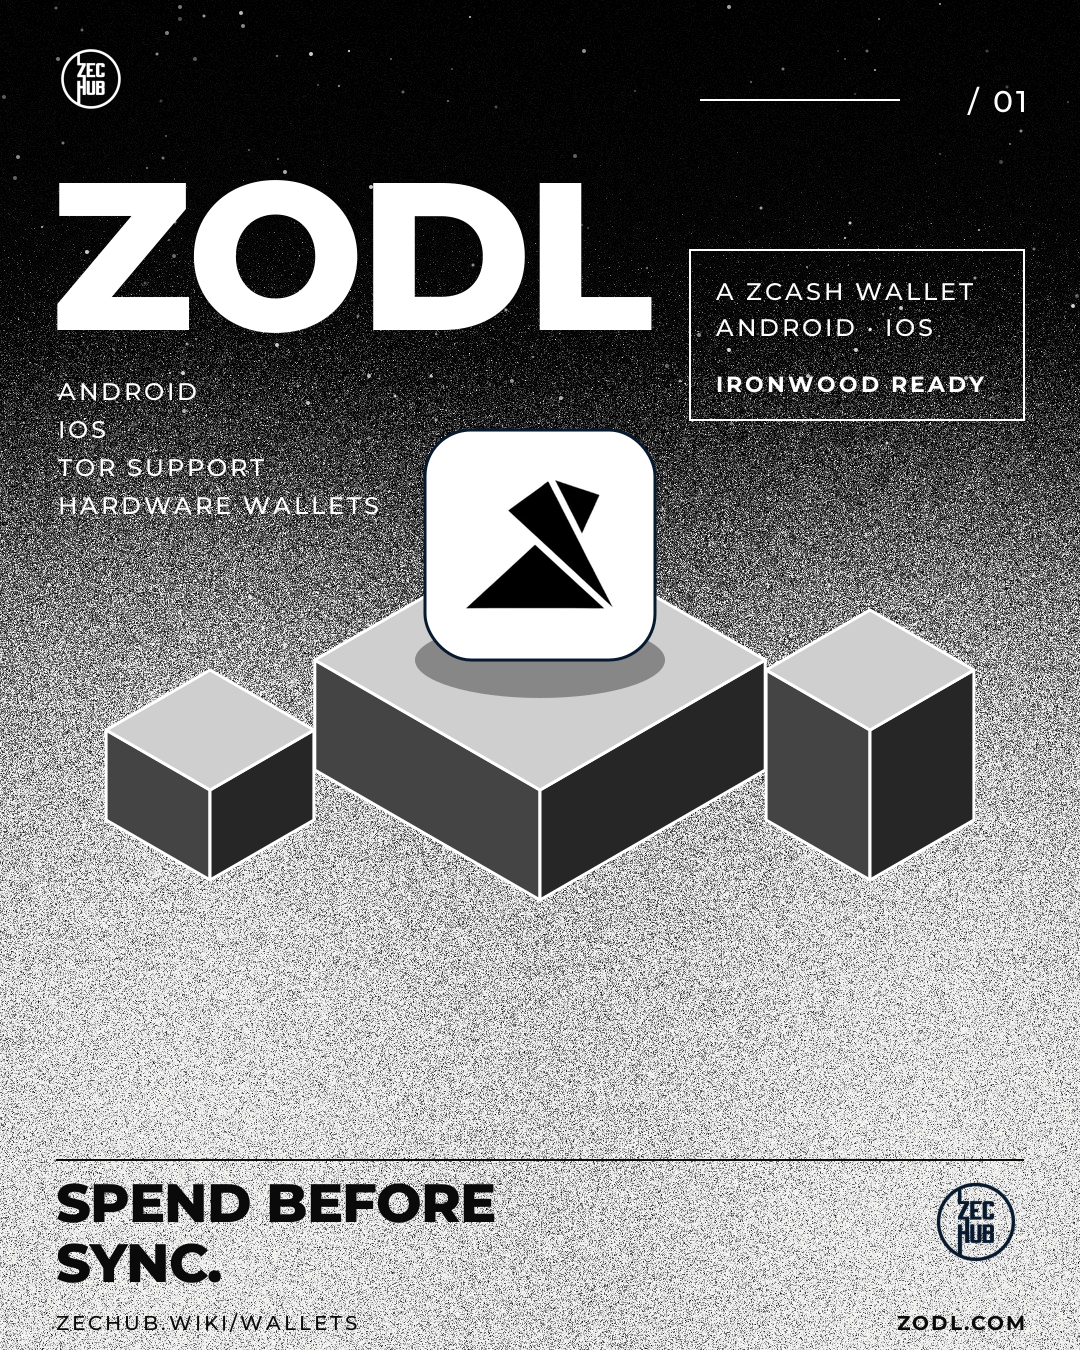 ZEC
HUB
/ 01
ZODL
A ZCASH WALLET
ANDROID · IOS
IRONWOOD READY
ANDROID
IOS
TOR SUPPORT
HARDWARE WALLETS
SPEND BEFORE
SYNC.
ZEC
HUB
ZECHUB.WIKI/WALLETS
ZODL.COM